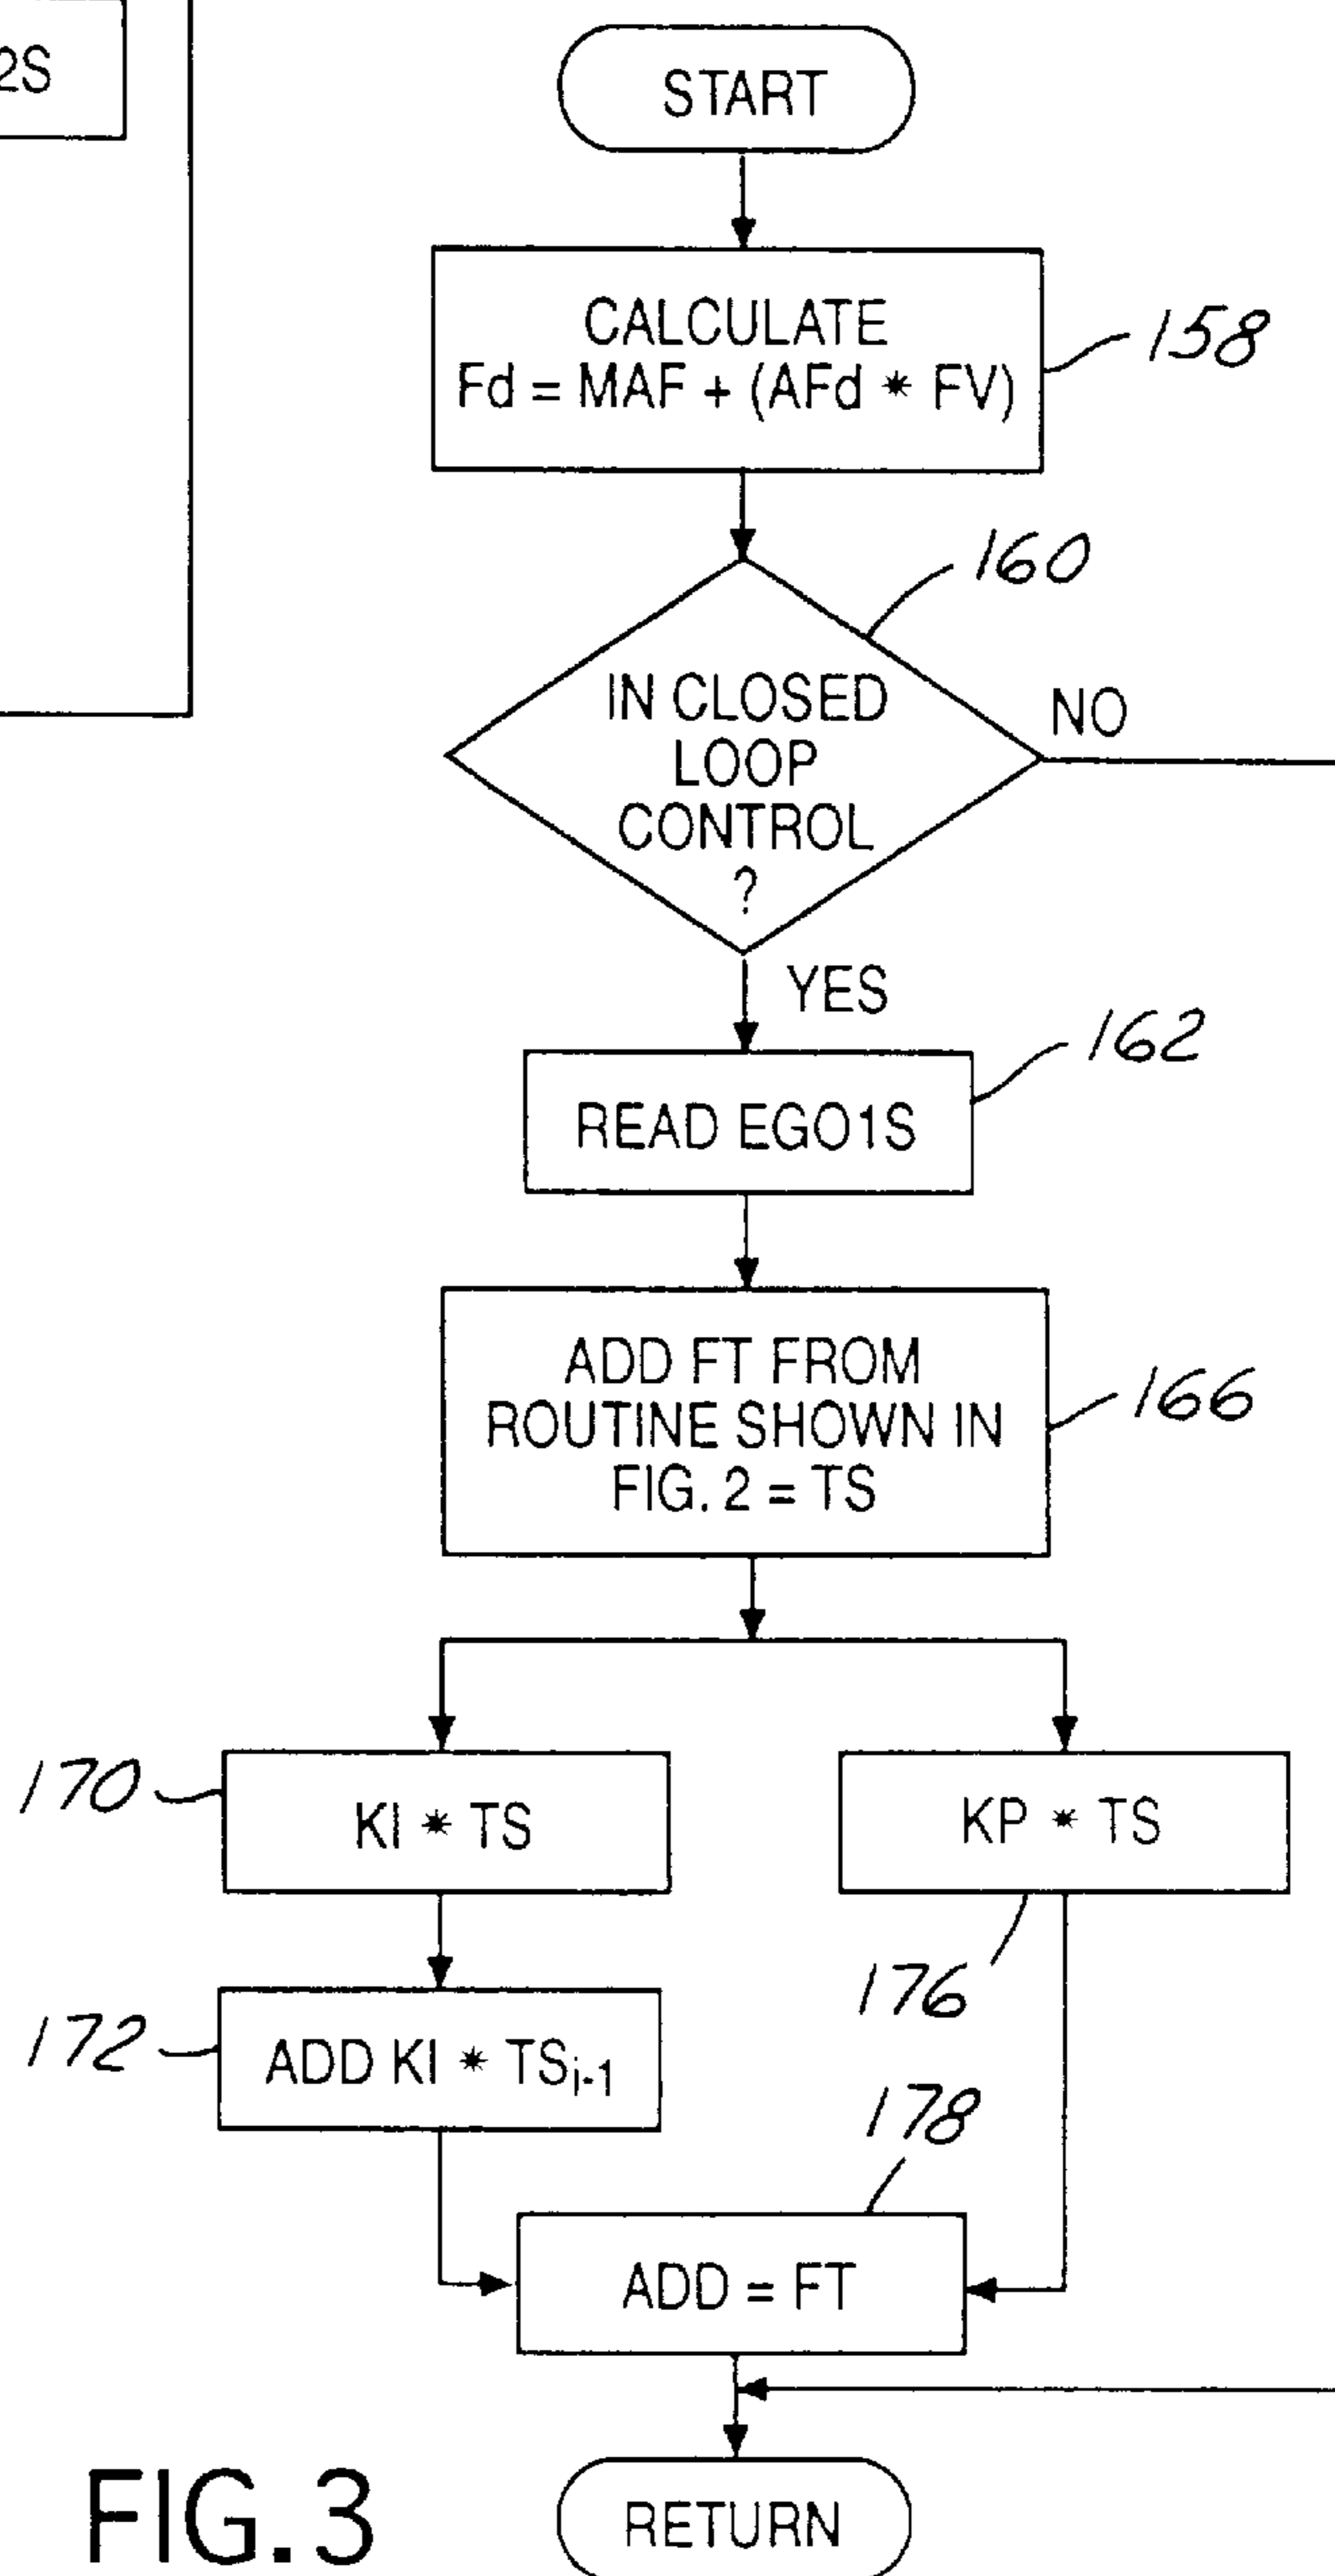 2S
START
CALCULATE
Fd = MAF + (AFd * FV)
158
160
IN CLOSED
LOOP
CONTROL
?
NO
YES
162
READ EGO1S
ADD FT FROM
ROUTINE SHOWN IN
FIG. 2 = TS
166
170
KI * TS
KP * TS
176
172
ADD KI * TSi-1
178
ADD = FT
RETURN
FIG. 3